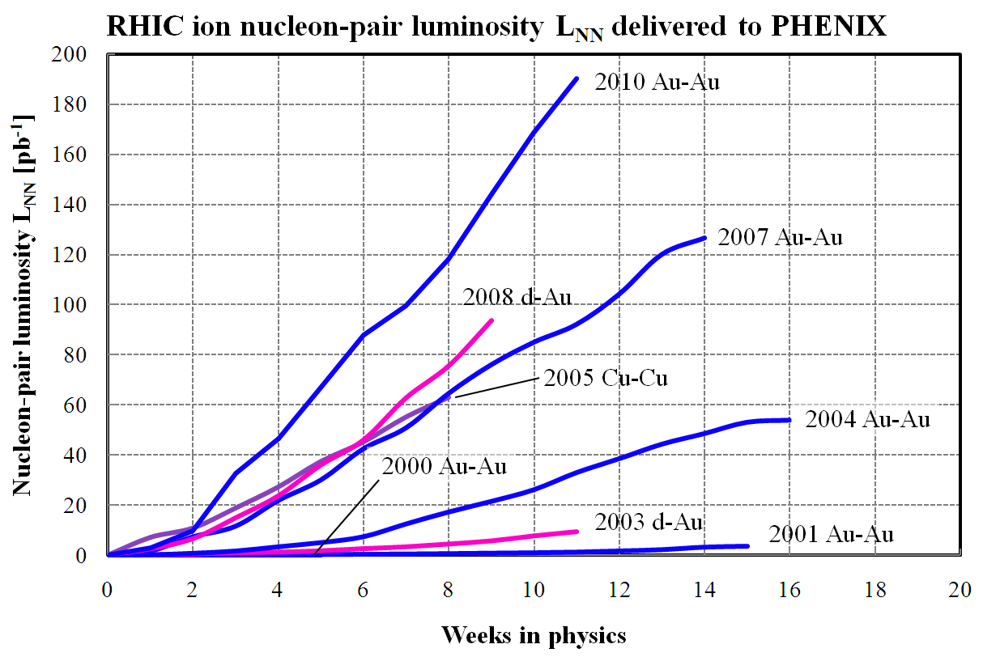 RHIC ion nucleon-pair luminosity LNN delivered to PHENIX
Nucleon-pair luminosity LNN [pb-1]
200
180
160
140
120
100
80
60
40
20
0
2010 Au-Au
2007 Au-Au
2008 d-Au
2005 Cu-Cu
2004 Au-Au
2000 Au-Au
2003 d-Au
2001 Au-Au
0 2 4 6 8 10 12 14 16 18 20
Weeks in physics